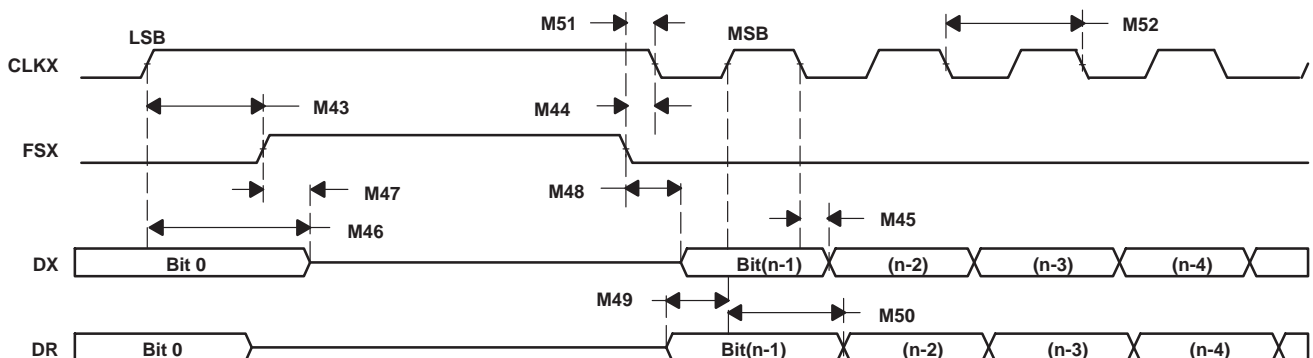 M51
M52
LSB
MSB
CLKX
M43
M44
FSX
M47
M48
M45
M46
DX
Bit 0
Bit(n-1)
(n-2)
(n-3)
(n-4)
M49
M50
DR
Bit 0
Bit(n-1)
(n-2)
(n-3)
(n-4)